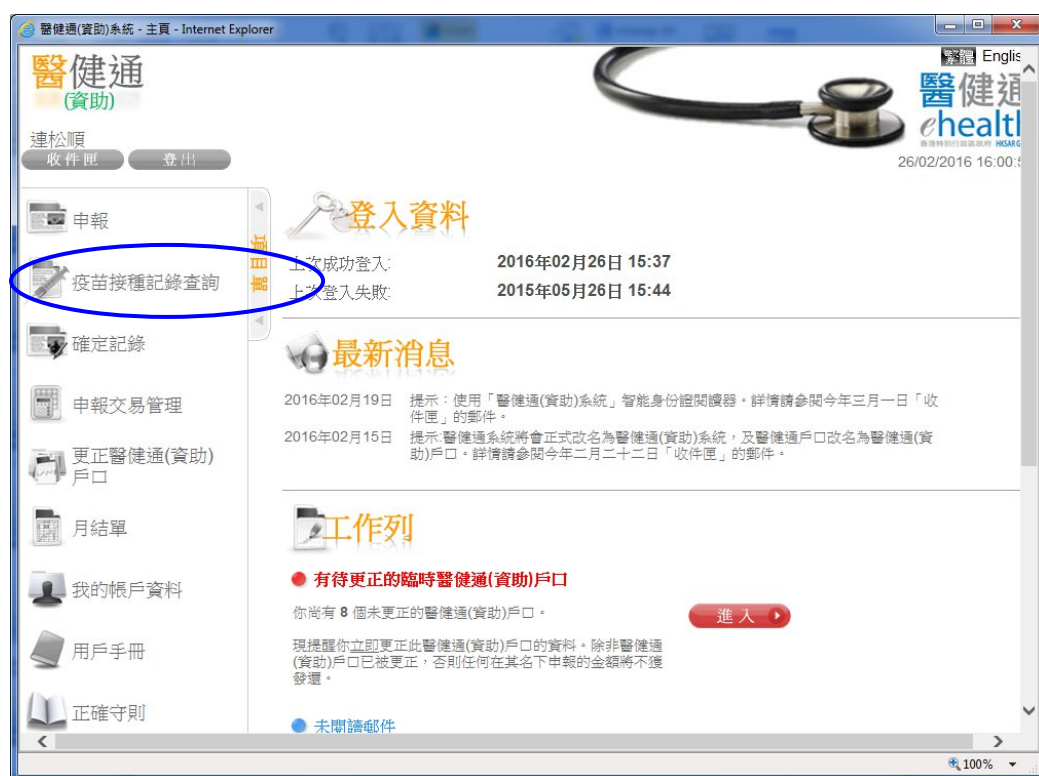 醫健通(資助)系統 - 主頁 - Internet Explorer
醫健通
(資助)
繁體 Englis
醫健通
ehealt
香港特別行政區政府 HKSAR G
連松順
收件匣 登出
26/02/2016 16:00:5
申報
疫苗接種記錄查詢
確定記錄
申報交易管理
更正醫健通(資助)
戶口
月結單
我的帳戶資料
用戶手冊
正確守則
項目單
登入資料
上次成功登入: 2016年02月26日 15:37
上次登入失敗: 2015年05月26日 15:44
最新消息
2016年02月19日 提示：使用「醫健通(資助)系統」智能身份證閱讀器。詳情請參閱今年三月一日「收
件匣」的郵件。
2016年02月15日 提示:醫健通系統將會正式改名為醫健通(資助)系統，及醫健通戶口改名為醫健通(資
助)戶口。詳情請參閱今年二月二十二日「收件匣」的郵件。
工作列
有待更正的臨時醫健通(資助)戶口
你尚有 8 個未更正的醫健通(資助)戶口。
進入
現提醒你立即更正此醫健通(資助)戶口的資料。除非醫健通
(資助)戶口已被更正，否則任何在其名下申報的金額將不獲
發還。
未閱讀郵件
100%